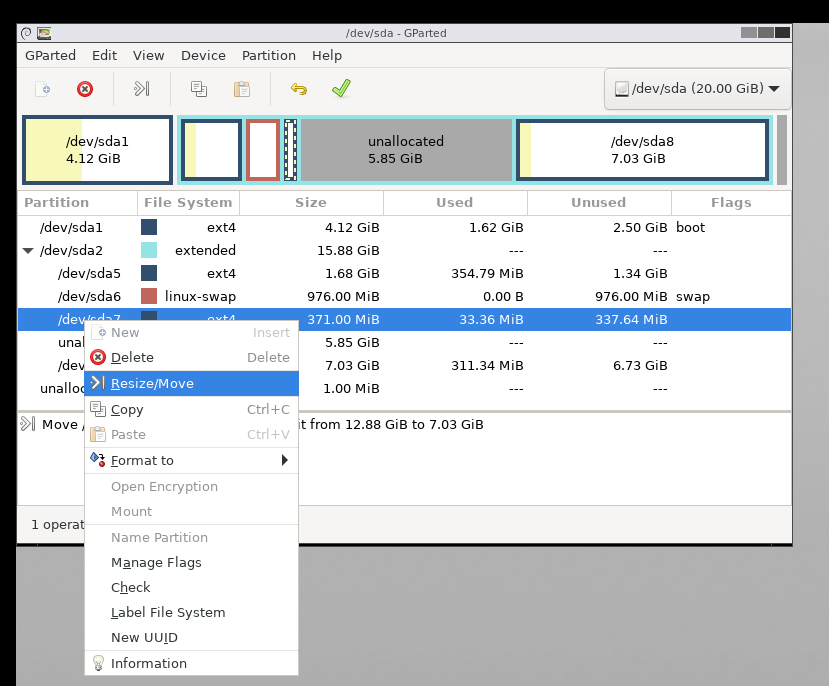 /dev/sda - GParted
GParted Edit View Device Partition Help
/dev/sda (20.00 GiB)
/dev/sda1
4.12 GiB
unallocated
5.85 GiB
/dev/sda8
7.03 GiB
Partition File System Size Used Unused Flags
/dev/sda1 ext4 4.12 GiB 1.62 GiB 2.50 GiB boot
/dev/sda2 extended 15.88 GiB --- ---
/dev/sda5 ext4 1.68 GiB 354.79 MiB 1.34 GiB
/dev/sda6 linux-swap 976.00 MiB 0.00 B 976.00 MiB swap
/dev/sda7 ext4 371.00 MiB 33.36 MiB 337.64 MiB
unal 5.85 GiB --- ---
/dev 7.03 GiB 311.34 MiB 6.73 GiB
unalloc 1.00 MiB --- ---
Move / it from 12.88 GiB to 7.03 GiB
1 operat
New Insert
Delete Delete
Resize/Move
Copy Ctrl+C
Paste Ctrl+V
Format to
Open Encryption
Mount
Name Partition
Manage Flags
Check
Label File System
New UUID
Information